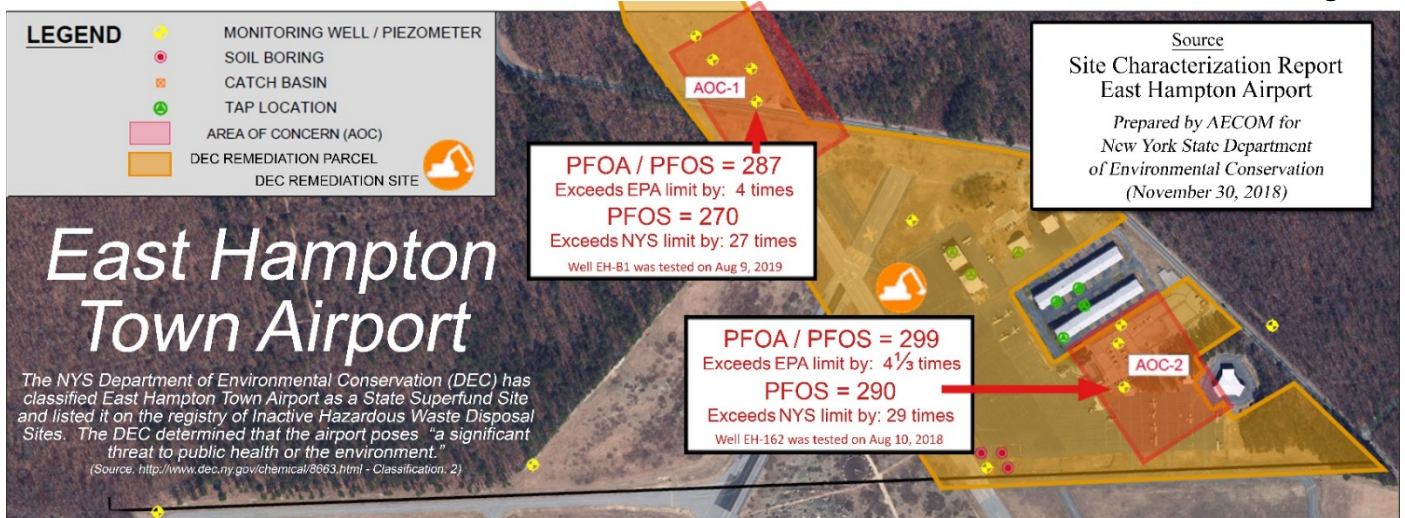 LEGEND
MONITORING WELL / PIEZOMETER
SOIL BORING
CATCH BASIN
TAP LOCATION
AREA OF CONCERN (AOC)
DEC REMEDIATION PARCEL
DEC REMEDIATION SITE
Source
Site Characterization Report
East Hampton Airport
Prepared by AECOM for
New York State Department
of Environmental Conservation
(November 30, 2018)
AOC-1
PFOA / PFOS = 287
Exceeds EPA limit by: 4 times
PFOS = 270
Exceeds NYS limit by: 27 times
Well EH-B1 was tested on Aug 9, 2019
East Hampton
Town Airport
The NYS Department of Environmental Conservation (DEC) has
classified East Hampton Town Airport as a State Superfund Site
and listed it on the registry of Inactive Hazardous Waste Disposal
Sites. The DEC determined that the airport poses "a significant
threat to public health or the environment."
(Source: http://www.dec.ny.gov/chemical/8663.html - Classification: 2)
PFOA / PFOS = 299
Exceeds EPA limit by: 4⅓ times
PFOS = 290
Exceeds NYS limit by: 29 times
Well EH-162 was tested on Aug 10, 2018
AOC-2